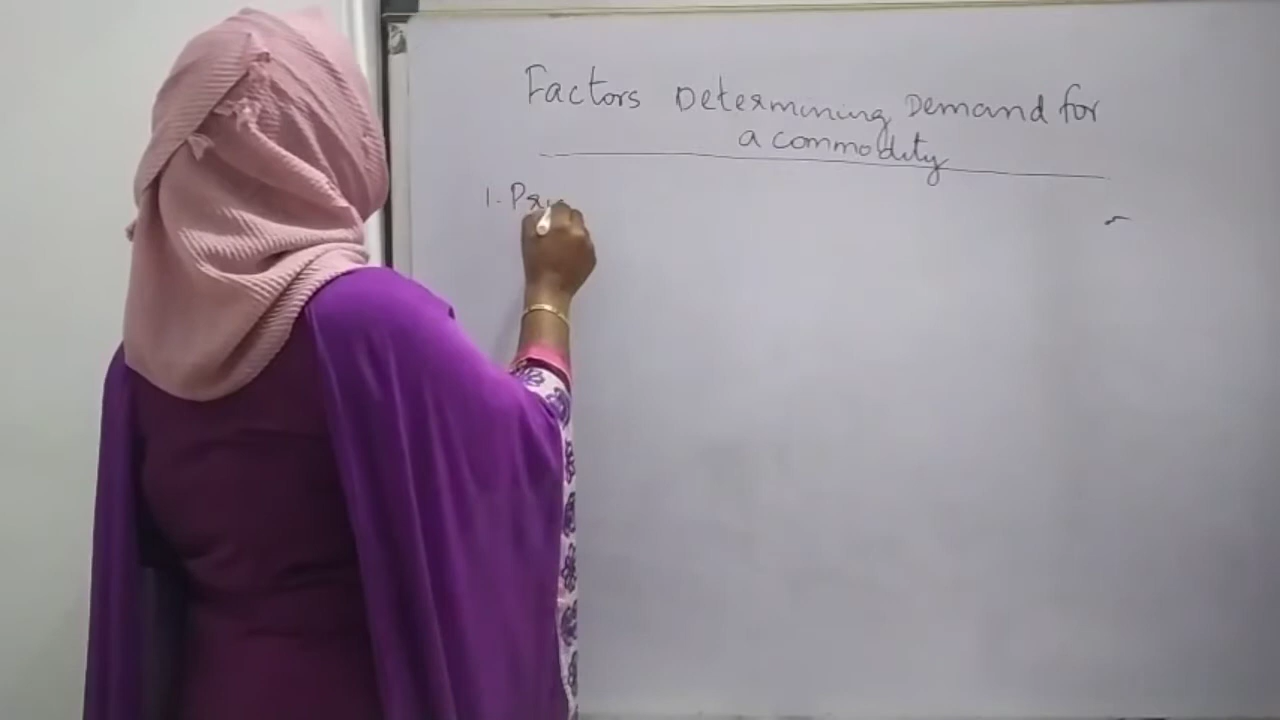 Factors Determining Demand for
a commodity
1. Pri